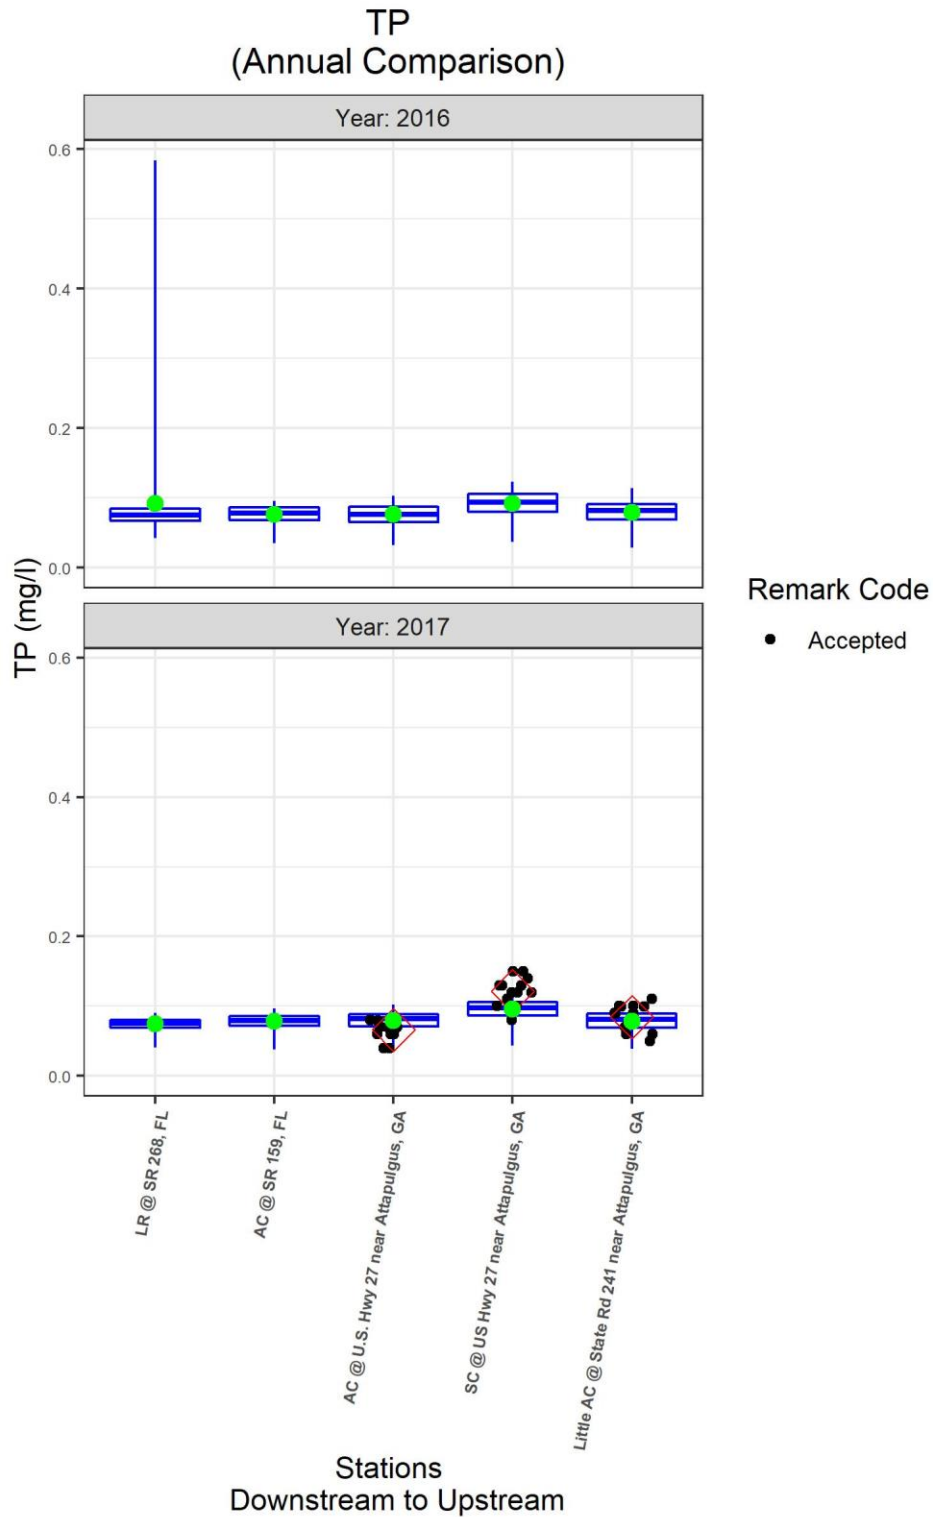 TP
(Annual Comparison)
Year: 2016
0.6
0.4
0.2
0.0
TP (mg/l)
Year: 2017
0.6
0.4
0.2
0.0
Remark Code
Accepted
LR @ SR 268, FL
AC @ SR 159, FL
AC @ U.S. Hwy 27 near Attapulgus, GA
SC @ US Hwy 27 near Attapulgus, GA
Little AC @ State Rd 241 near Attapulgus, GA
Stations
Downstream to Upstream